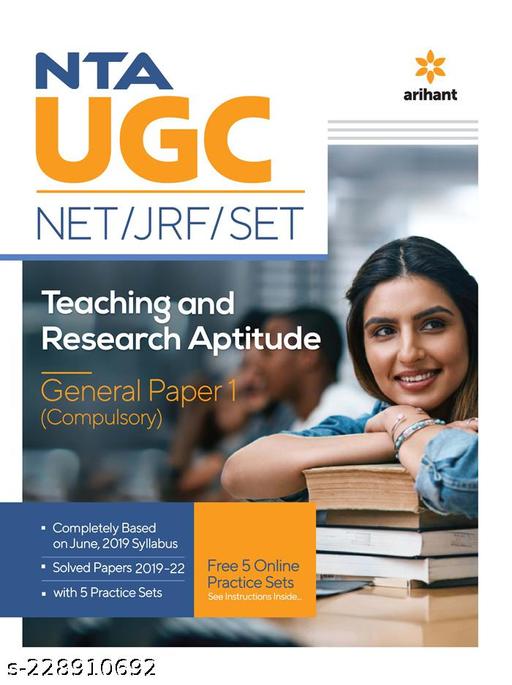 NTA
UGC
NET/JRF/SET
arihant
Teaching and
Research Aptitude
General Paper 1
(Compulsory)
▪ Completely Based
on June, 2019 Syllabus
▪ Solved Papers 2019-22
▪ with 5 Practice Sets
Free 5 Online
Practice Sets
See Instructions Inside...
s-228910692